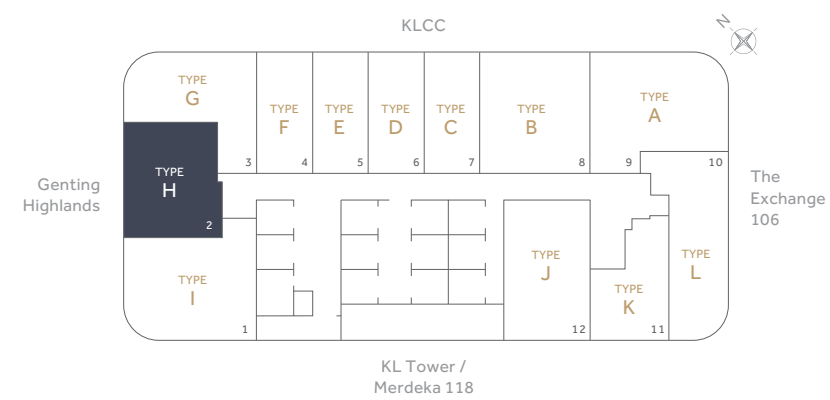 KLCC
N
TYPE
G
3
TYPE
F
4
TYPE
E
5
TYPE
D
6
TYPE
C
7
TYPE
B
8
TYPE
A
9
10
TYPE
H
2
Genting
Highlands
The
Exchange
106
TYPE
I
1
TYPE
J
12
TYPE
K
11
TYPE
L
KL Tower /
Merdeka 118